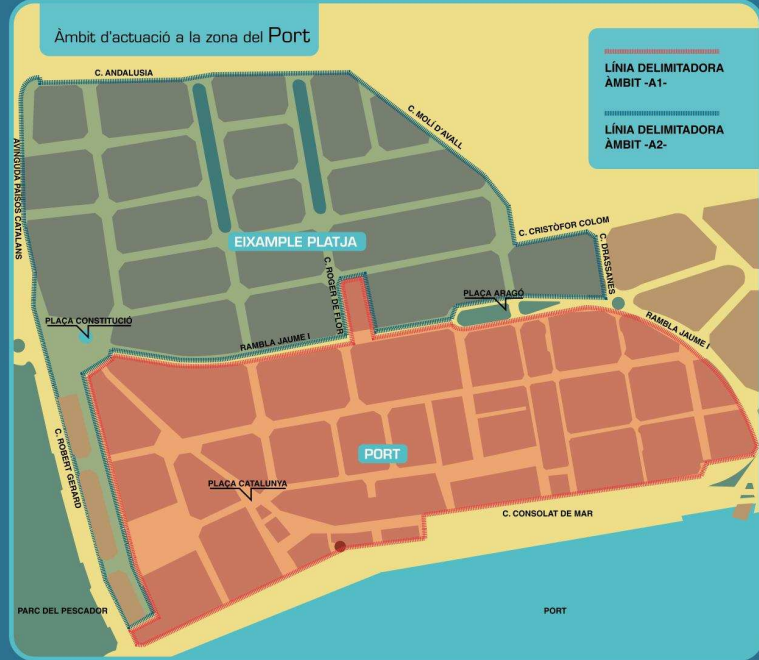 Àmbit d'actuació a la zona del Port
LÍNIA DELIMITADORA
ÀMBIT -A1-
LÍNIA DELIMITADORA
ÀMBIT -A2-
C. ANDALUSIA
C. MOLÍ D'AVALL
AVINGUDA PAÏSOS CATALANS
C. CRISTÒFOR COLOM
EIXAMPLE PLATJA
C. DRASSANES
C. ROGER DE FLOR
PLAÇA ARAGÓ
PLAÇA CONSTITUCIÓ
RAMBLA JAUME I
RAMBLA JAUME I
C. ROBERT GERARD
PORT
PLAÇA CATALUNYA
C. CONSOLAT DE MAR
PARC DEL PESCADOR
PORT